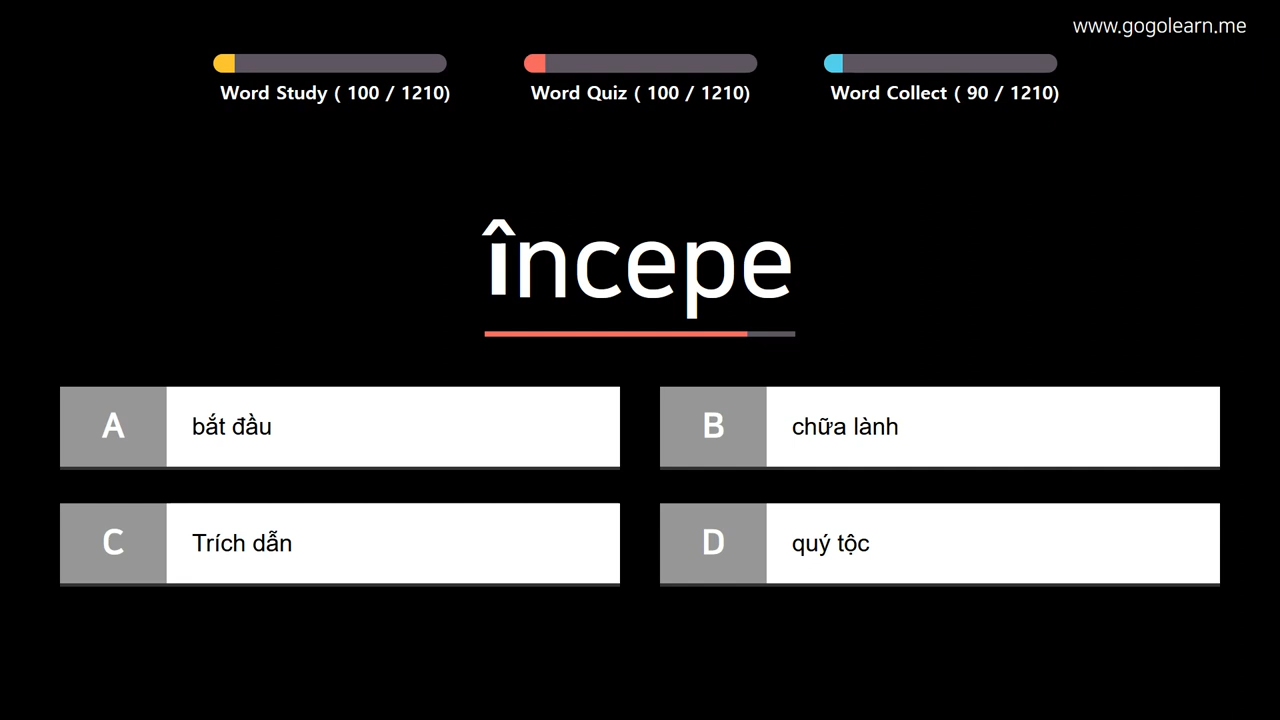 www.gogolearn.me
Word Study ( 100 / 1210)
Word Quiz ( 100 / 1210)
Word Collect ( 90 / 1210)
începe
A
bắt đầu
B
chữa lành
C
Trích dẫn
D
quý tộc